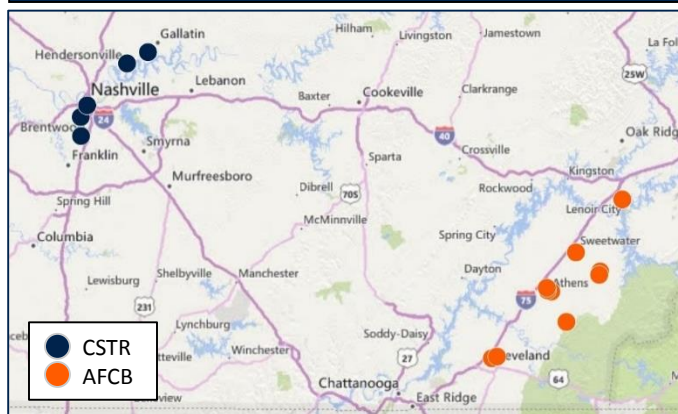 Gallatin
Hilham
Livingston
Jamestown
La Fol
Hendersonville
25W
Nashville
Lebanon
Baxter
Cookeville
Clarkrange
Brentwood
24
Smyrna
40
Oak Ridg
Franklin
Sparta
Crossville
Kingston
Murfreesboro
Dibrell
70S
Rockwood
Lenoir City
Spring Hill
McMinnville
Columbia
Spring City
Sweetwater
Lewisburg
Shelbyville
Manchester
Dayton
Athens
231
75
Lynchburg
Soddy-Daisy
CSTR
AFCB
Winchester
27
eveland
Chattanooga
64
East Ridge